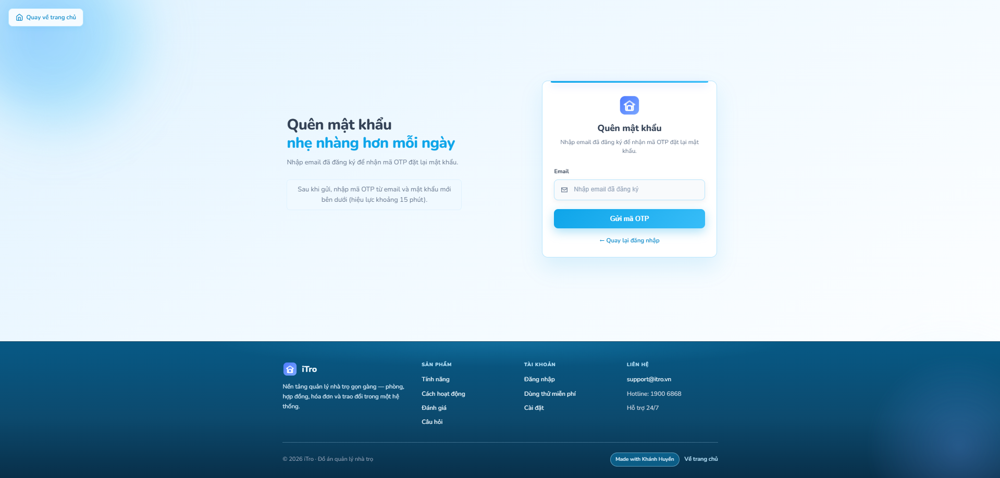 Quay về trang chủ
Quên mật khẩu
nhẹ nhàng hơn mỗi ngày
Nhập email đã đăng ký để nhận mã OTP đặt lại mật khẩu.
Sau khi gửi, nhập mã OTP từ email và mật khẩu mới
bên dưới (hiệu lực khoảng 15 phút).
Quên mật khẩu
Nhập email đã đăng ký để nhận mã OTP đặt lại mật
khẩu.
Email
Nhập email đã đăng ký
Gửi mã OTP
← Quay lại đăng nhập
iTro
Nền tảng quản lý nhà trọ gọn gàng — phòng,
hợp đồng, hóa đơn và trao đổi trong một hệ
thống.
SẢN PHẨM
Tính năng
Cách hoạt động
Đánh giá
Câu hỏi
TÀI KHOẢN
Đăng nhập
Dùng thử miễn phí
Cài đặt
LIÊN HỆ
support@itro.vn
Hotline: 1900 6868
Hỗ trợ 24/7
© 2026 iTro · Đồ án quản lý nhà trọ
Made with Khánh Huyền
Về trang chủ